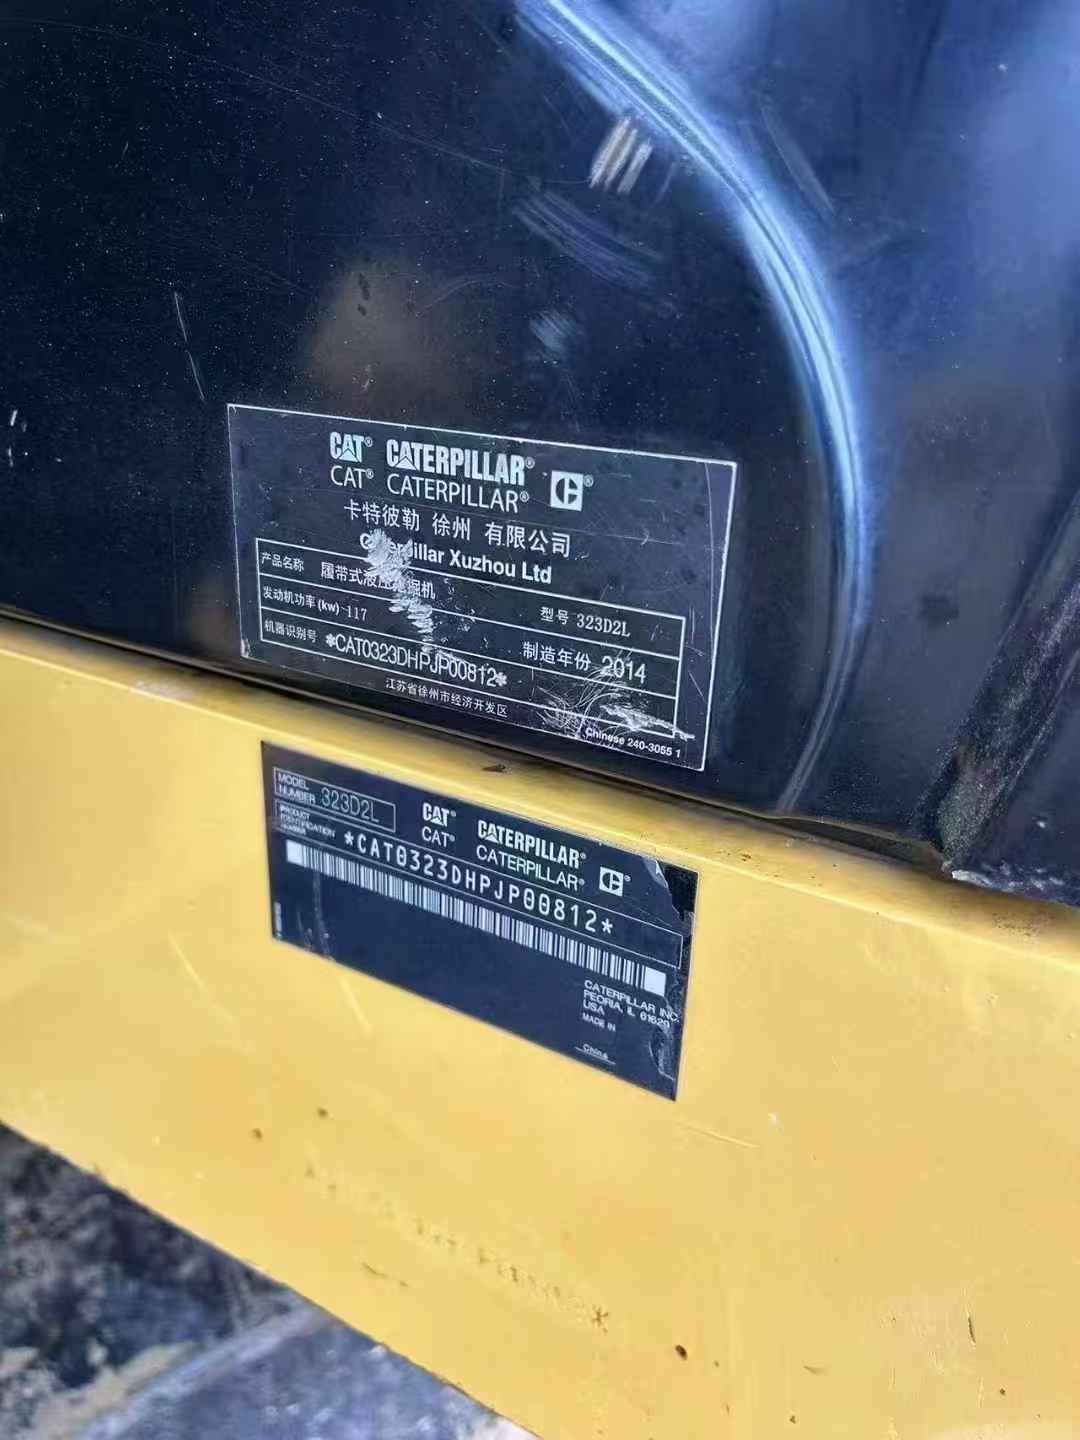 CAT® CATERPILLAR®
CAT® CATERPILLAR®
卡特彼勒 徐州 有限公司
Caterpillar Xuzhou Ltd
产品名称 履带式液压挖掘机
型号 323D2L
发动机功率(kw) 117
制造年份 2014
机器识别号 *CAT0323DHPJP00812*
江苏省徐州市经济开发区
Chinese 240-3055 1
MODEL NUMBER 323D2L
CAT® CATERPILLAR®
CAT® CATERPILLAR®
PRODUCT IDENTIFICATION NUMBER
*CAT0323DHPJP00812*
CATERPILLAR INC.
PEORIA, IL 61629
USA
MADE IN
China